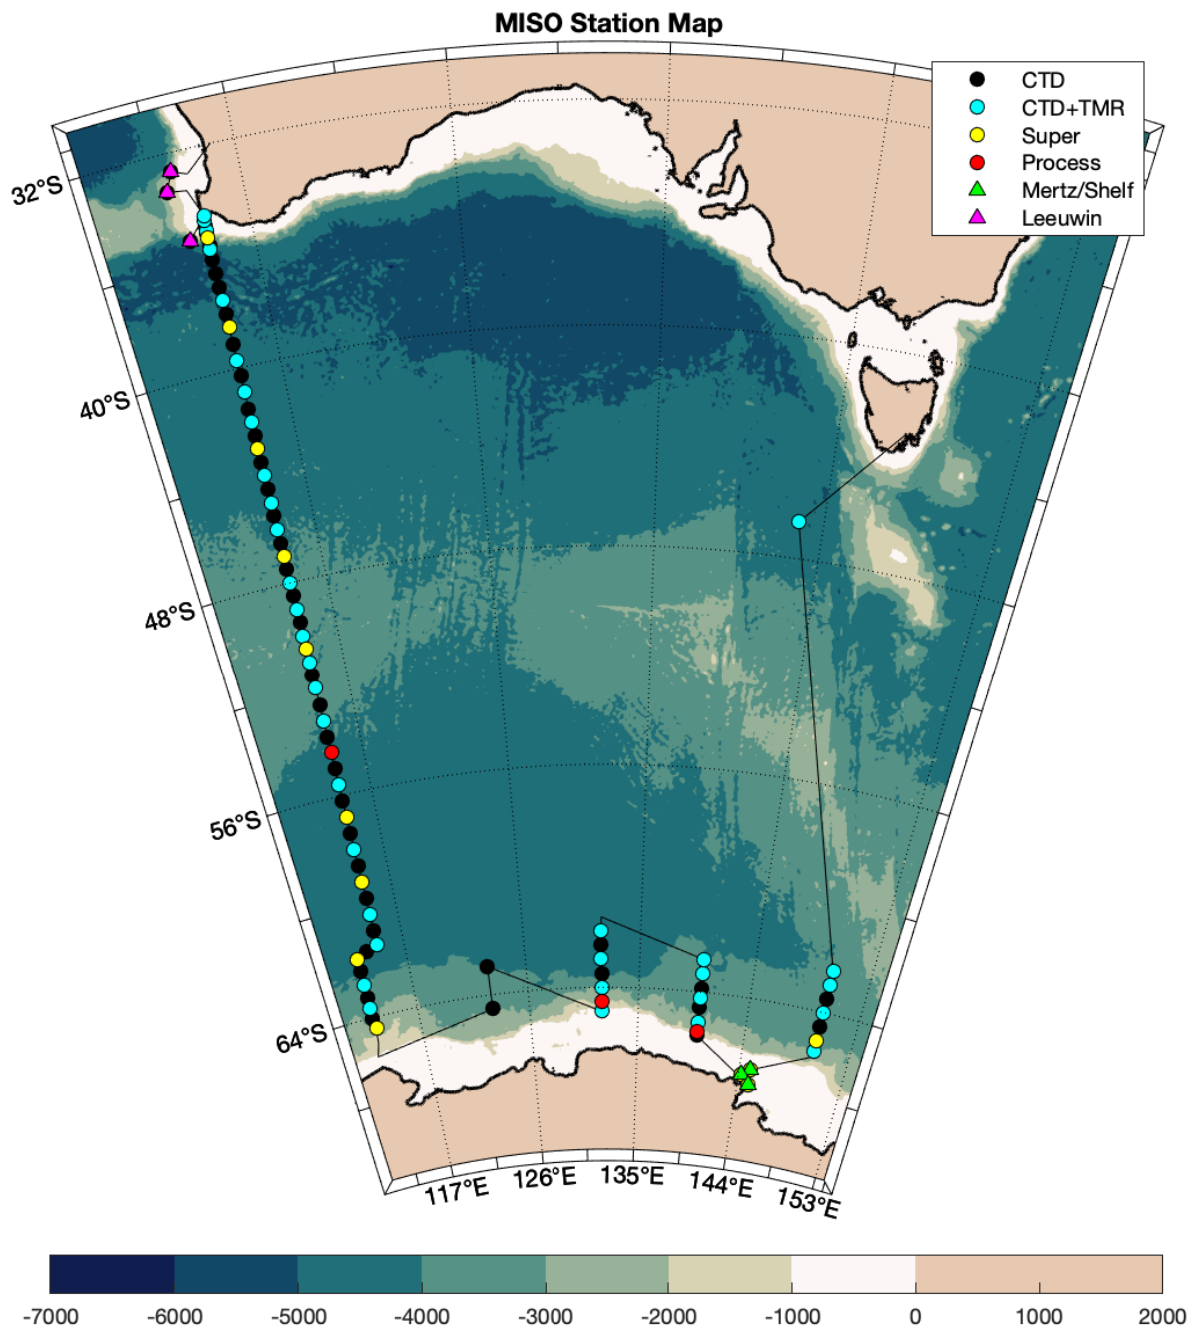 MISO Station Map
CTD
CTD+TMR
Super
Process
Mertz/Shelf
Leeuwin
32°S
40°S
48°S
56°S
64°S
117°E
126°E
135°E
144°E
153°E
-7000
-6000
-5000
-4000
-3000
-2000
-1000
0
1000
2000